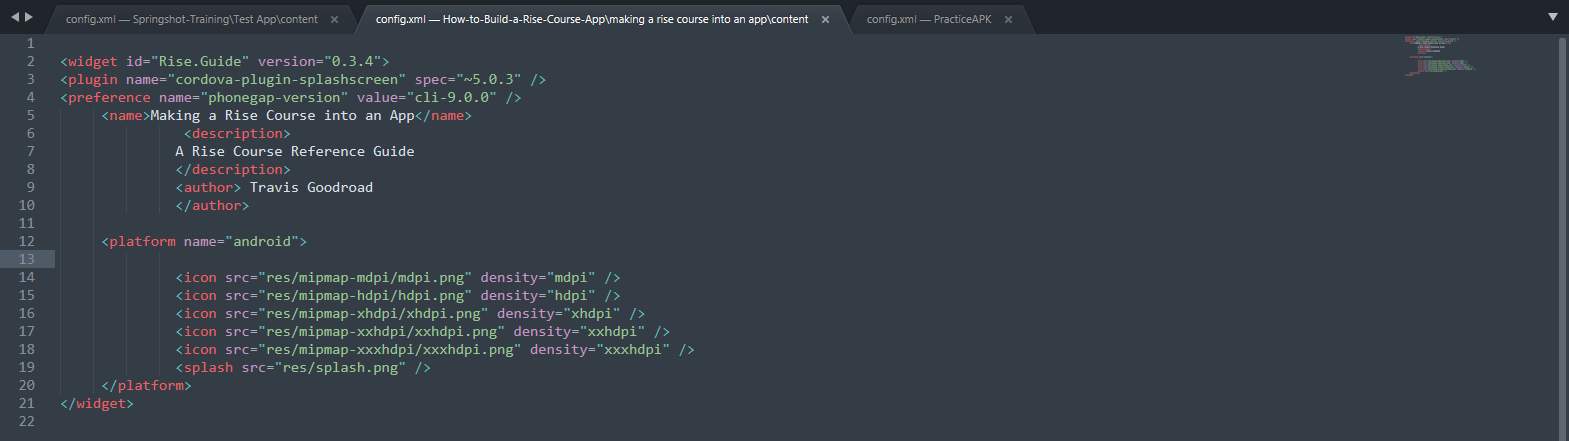 config.xml — Springshot-Training\Test App\content × config.xml — How-to-Build-a-Rise-Course-App\making a rise course into an app\content × config.xml — PracticeAPK ×
1
2 <widget id="Rise.Guide" version="0.3.4">
3 <plugin name="cordova-plugin-splashscreen" spec="~5.0.3" />
4 <preference name="phonegap-version" value="cli-9.0.0" />
5 <name>Making a Rise Course into an App</name>
6 <description>
7 A Rise Course Reference Guide
8 </description>
9 <author> Travis Goodroad
10 </author>
11
12 <platform name="android">
13
14 <icon src="res/mipmap-mdpi/mdpi.png" density="mdpi" />
15 <icon src="res/mipmap-hdpi/hdpi.png" density="hdpi" />
16 <icon src="res/mipmap-xhdpi/xhdpi.png" density="xhdpi" />
17 <icon src="res/mipmap-xxhdpi/xxhdpi.png" density="xxhdpi" />
18 <icon src="res/mipmap-xxxhdpi/xxxhdpi.png" density="xxxhdpi" />
19 <splash src="res/splash.png" />
20 </platform>
21 </widget>
22